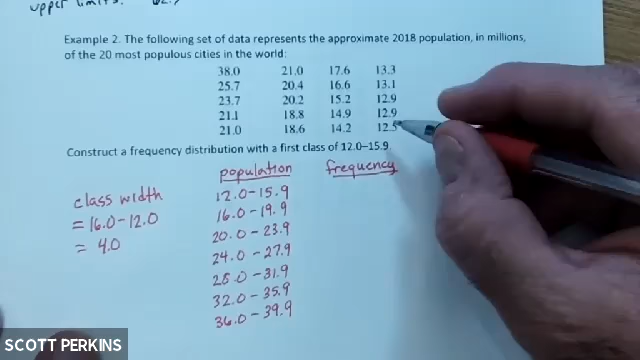 upper limits:
Example 2. The following set of data represents the approximate 2018 population, in millions,
of the 20 most populous cities in the world:
38.0 21.0 17.6 13.3
25.7 20.4 16.6 13.1
23.7 20.2 15.2 12.9
21.1 18.8 14.9 12.9
21.0 18.6 14.2 12.5
Construct a frequency distribution with a first class of 12.0–15.9.
population frequency
class width
= 16.0 - 12.0
= 4.0
12.0 - 15.9
16.0 - 19.9
20.0 - 23.9
24.0 - 27.9
28.0 - 31.9
32.0 - 35.9
36.0 - 39.9
SCOTT PERKINS